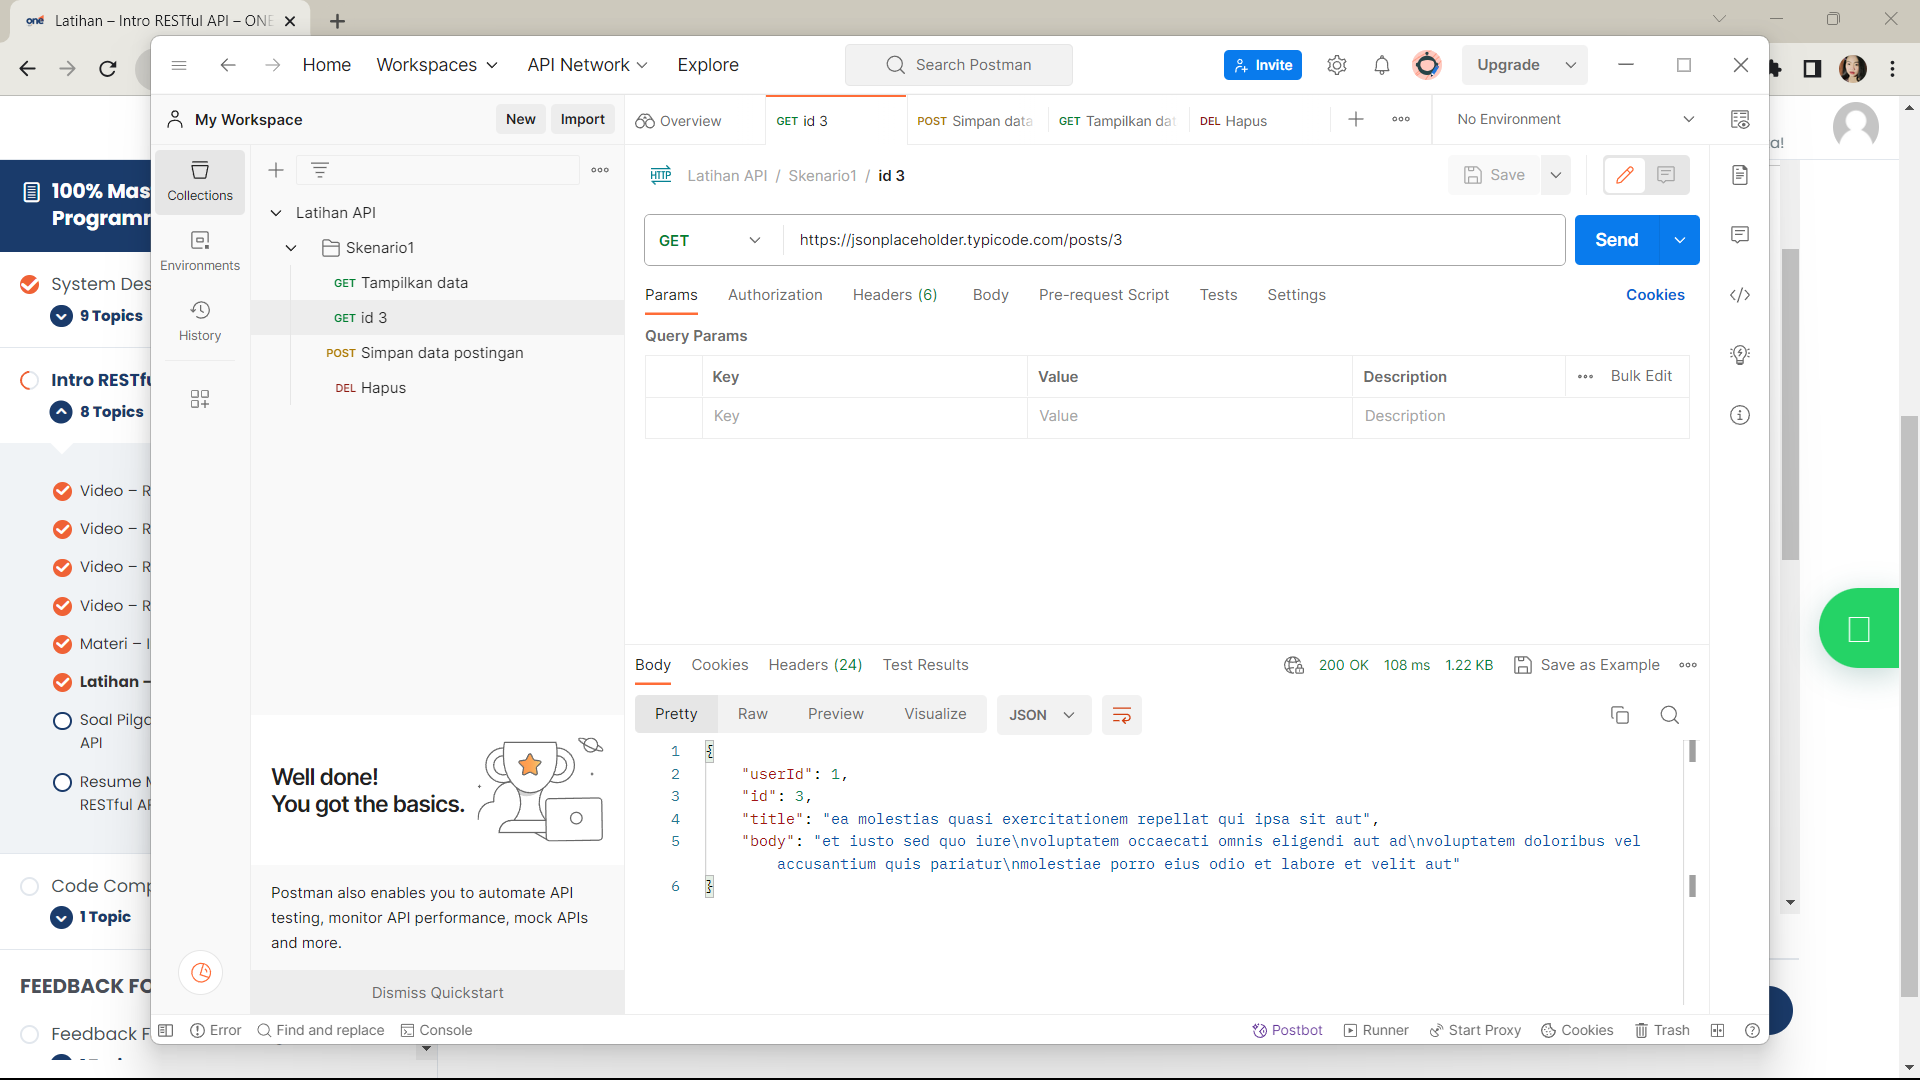 Latihan – Intro RESTful API – ONE
Home
Workspaces
API Network
Explore
Search Postman
Invite
Upgrade
My Workspace
New
Import
Overview
GET id 3
POST Simpan data
GET Tampilkan dat
DEL Hapus
No Environment
a!
100% Mas
Programm
System Des
9 Topics
Intro RESTfu
8 Topics
Video – R
Video – R
Video – R
Video – R
Materi – I
Latihan –
Soal Pilga
API
Resume M
RESTful AP
Code Comp
1 Topic
FEEDBACK FO
Feedback F
Collections
Environments
History
Latihan API
Skenario1
GET Tampilkan data
GET id 3
POST Simpan data postingan
DEL Hapus
Well done!
You got the basics.
Postman also enables you to automate API
testing, monitor API performance, mock APIs
and more.
Dismiss Quickstart
HTTP Latihan API / Skenario1 / id 3
Save
GET
https://jsonplaceholder.typicode.com/posts/3
Send
Params
Authorization
Headers (6)
Body
Pre-request Script
Tests
Settings
Cookies
Query Params
Key
Value
Description
Bulk Edit
Key
Value
Description
Body
Cookies
Headers (24)
Test Results
200 OK
108 ms
1.22 KB
Save as Example
Pretty
Raw
Preview
Visualize
JSON
1 {
2 "userId": 1,
3 "id": 3,
4 "title": "ea molestias quasi exercitationem repellat qui ipsa sit aut",
5 "body": "et iusto sed quo iure\nvoluptatem occaecati omnis eligendi aut ad\nvoluptatem doloribus vel
accusantium quis pariatur\nmolestiae porro eius odio et labore et velit aut"
6 }
Error
Find and replace
Console
Postbot
Runner
Start Proxy
Cookies
Trash